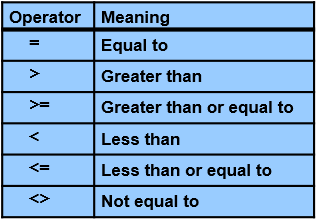 Operator Meaning
= Equal to
> Greater than
>= Greater than or equal to
< Less than
<= Less than or equal to
<> Not equal to